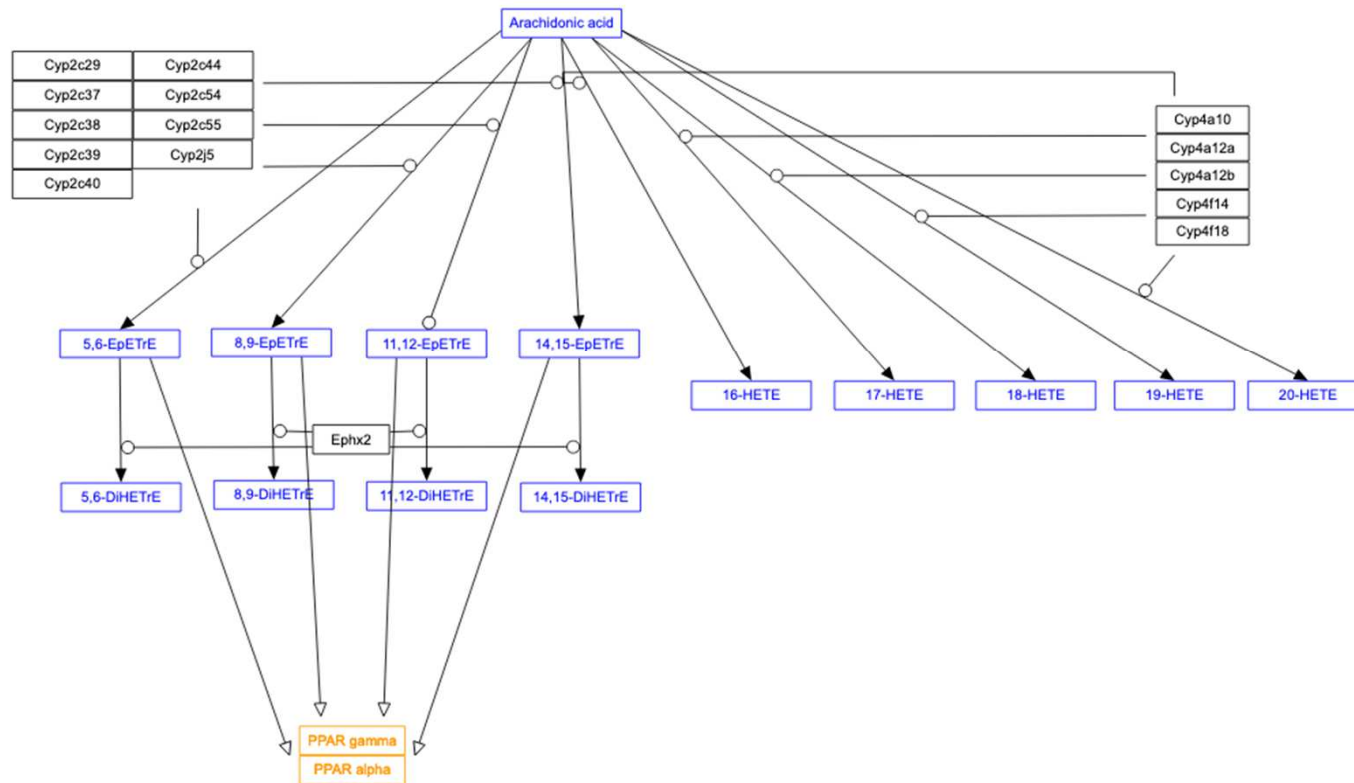 Arachidonic acid
Cyp2c29 Cyp2c44
Cyp2c37 Cyp2c54
Cyp2c38 Cyp2c55
Cyp2c39 Cyp2j5
Cyp2c40
Cyp4a10
Cyp4a12a
Cyp4a12b
Cyp4f14
Cyp4f18
5,6-EpETrE 8,9-EpETrE 11,12-EpETrE 14,15-EpETrE
16-HETE 17-HETE 18-HETE 19-HETE 20-HETE
Ephx2
5,6-DiHETrE 8,9-DiHETrE 11,12-DiHETrE 14,15-DiHETrE
PPAR gamma
PPAR alpha